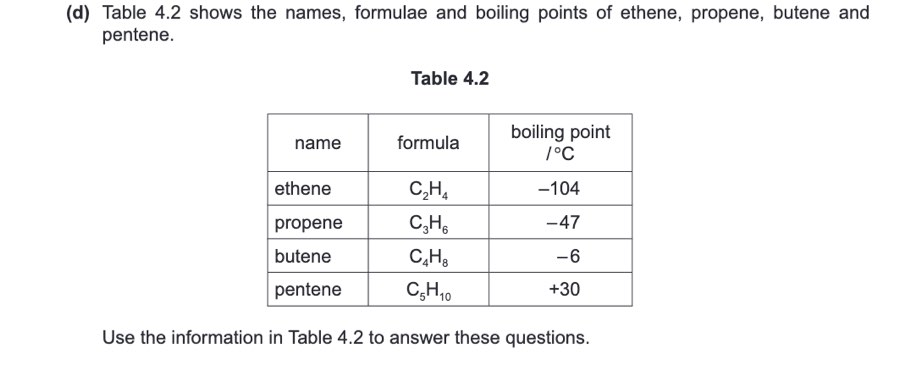 (d) Table 4.2 shows the names, formulae and boiling points of ethene, propene, butene and
pentene.
Table 4.2
name formula boiling point
/°C
ethene C₂H₄ –104
propene C₃H₆ –47
butene C₄H₈ –6
pentene C₅H₁₀ +30
Use the information in Table 4.2 to answer these questions.